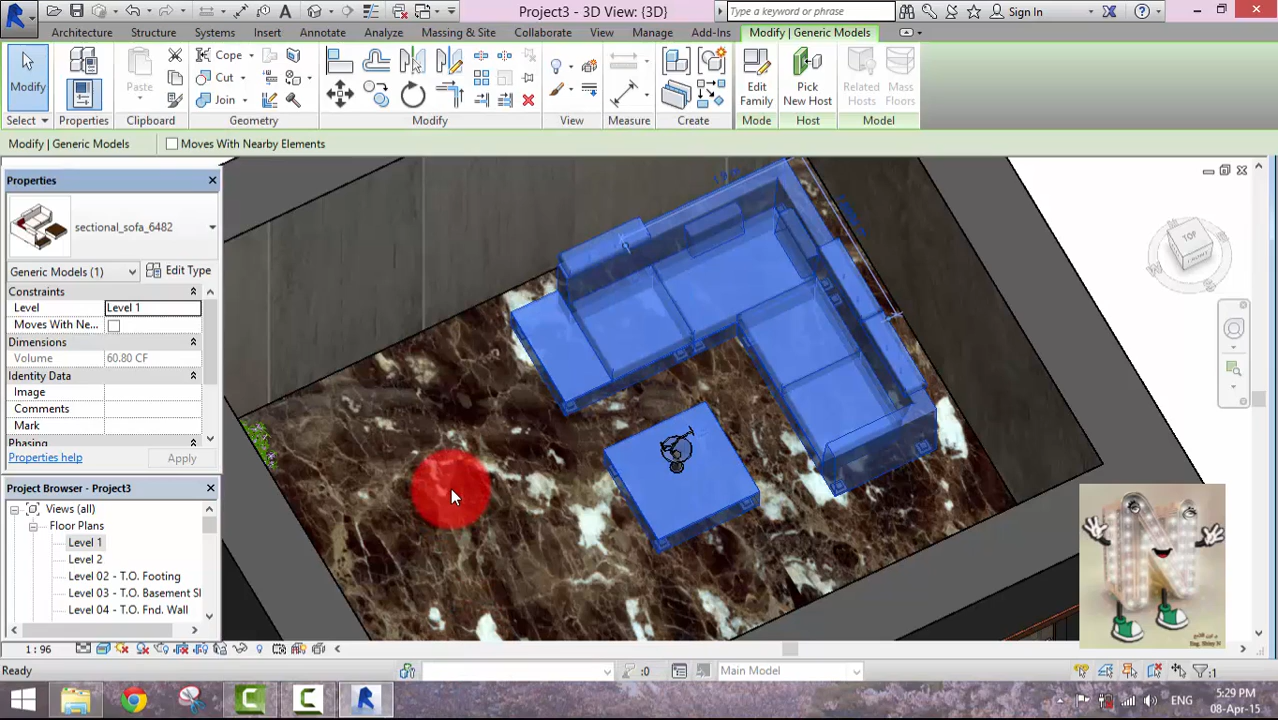 Project3 - 3D View: {3D}
Type a keyword or phrase
Sign In
Architecture Structure Systems Insert Annotate Analyze Massing & Site Collaborate View Manage Add-Ins Modify | Generic Models
Modify
Paste
Cope
Cut
Join
Edit Family
Pick New Host
Related Hosts
Mass Floors
Select Properties Clipboard Geometry Modify View Measure Create Mode Host Model
Modify | Generic Models Moves With Nearby Elements
Properties
sectional_sofa_6482
Generic Models (1) Edit Type
Constraints
Level Level 1
Moves With Ne...
Dimensions
Volume 60.80 CF
Identity Data
Image
Comments
Mark
Phasing
Properties help Apply
Project Browser - Project3
Views (all)
Floor Plans
Level 1
Level 2
Level 02 - T.O. Footing
Level 03 - T.O. Basement Sl
Level 04 - T.O. Fnd. Wall
TOP
FRONT
1 : 96
Ready
:0
Main Model
:1
ENG
5:29 PM
08-Apr-15